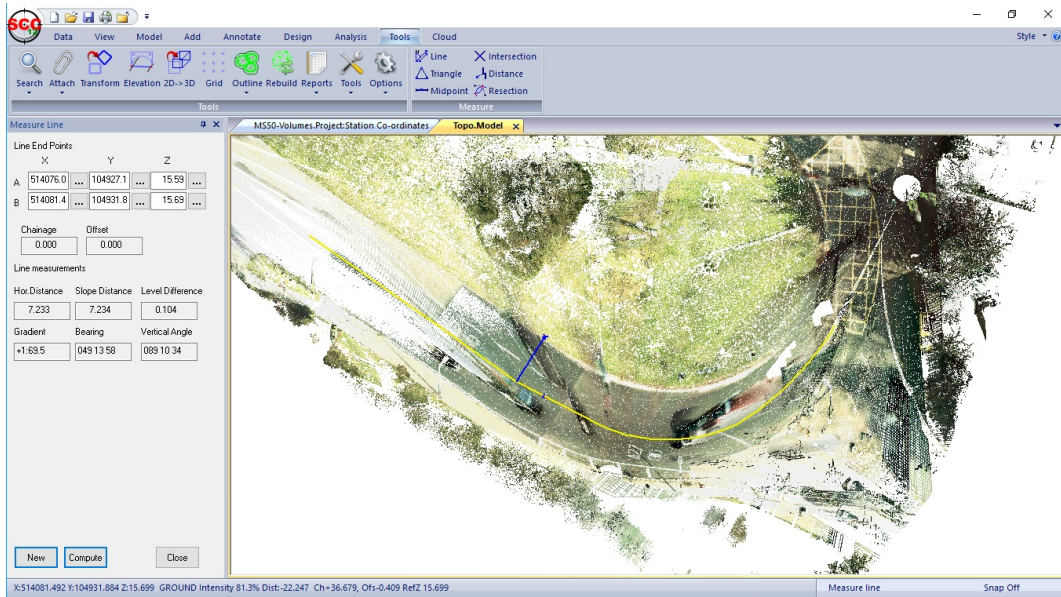 SCC
12
Data View Model Add Annotate Design Analysis Tools Cloud
Style
Search Attach Transform Elevation 2D->3D Grid Outline Rebuild Reports Tools Options
Line Intersection
Triangle Distance
Midpoint Resection
Tools Measure
Measure Line
MS50-Volumes.Project:Station Co-ordinates Topo.Model
Line End Points
X Y Z
A 514076.0 ... 104927.1 ... 15.59 ...
B 514081.4 ... 104931.8 ... 15.69 ...
Chainage Offset
0.000 0.000
Line measurements
Hor.Distance Slope Distance Level Difference
7.233 7.234 0.104
Gradient Bearing Vertical Angle
+1:69.5 049 13 58 089 10 34
New Compute Close
X:514081.492 Y:104931.884 Z:15.699 GROUND Intensity 81.3% Dist:-22.247 Ch+36.679, Ofs-0.409 RefZ 15.699
Measure line Snap Off